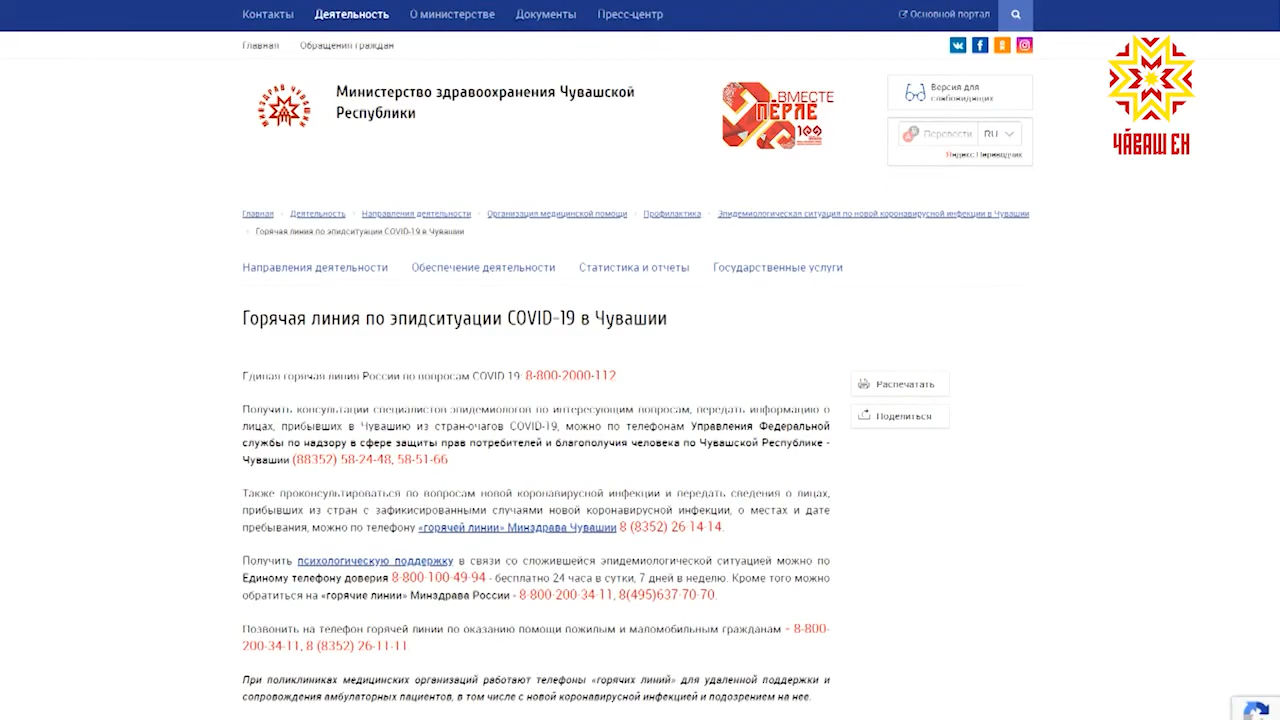 Контакты Деятельность О министерстве Документы Пресс-центр Основной портал
Главная Обращения граждан
Министерство здравоохранения Чувашской
Республики
ВМЕСТЕ
ПЕРЛЕ
100
Версия для
слабовидящих
Перевести RU
Яндекс Переводчик
ЧӐВАШ ЕН
Главная Деятельность Направления деятельности Организация медицинской помощи Профилактика Эпидемиологическая ситуация по новой коронавирусной инфекции в Чувашии
Горячая линия по эпидситуации COVID-19 в Чувашии
Направления деятельности Обеспечение деятельности Статистика и отчеты Государственные услуги
Горячая линия по эпидситуации COVID-19 в Чувашии
Единая горячая линия России по вопросам COVID 19: 8-800-2000-112
Распечатать
Поделиться
Получить консультации специалистов-эпидемиологов по интересующим вопросам, передать информацию о
лицах, прибывших в Чувашию из стран-очагов COVID-19, можно по телефонам Управления Федеральной
службы по надзору в сфере защиты прав потребителей и благополучия человека по Чувашской Республике -
Чувашии (88352) 58-24-48, 58-51-66
Также проконсультироваться по вопросам новой коронавирусной инфекции и передать сведения о лицах,
прибывших из стран с зафиксированными случаями новой коронавирусной инфекции, о местах и дате
пребывания, можно по телефону «горячей линии» Минздрава Чувашии 8 (8352) 26-14-14.
Получить психологическую поддержку в связи со сложившейся эпидемиологической ситуацией можно по
Единому телефону доверия 8-800-100-49-94 - бесплатно 24 часа в сутки, 7 дней в неделю. Кроме того можно
обратиться на «горячие линии» Минздрава России - 8-800-200-34-11, 8(495)637-70-70.
Позвонить на телефон горячей линии по оказанию помощи пожилым и маломобильным гражданам - 8-800-
200-34-11, 8 (8352) 26-11-11
При поликлиниках медицинских организаций работают телефоны «горячих линий» для удаленной поддержки и
сопровождения амбулаторных пациентов, в том числе с новой коронавирусной инфекцией и подозрением на нее.